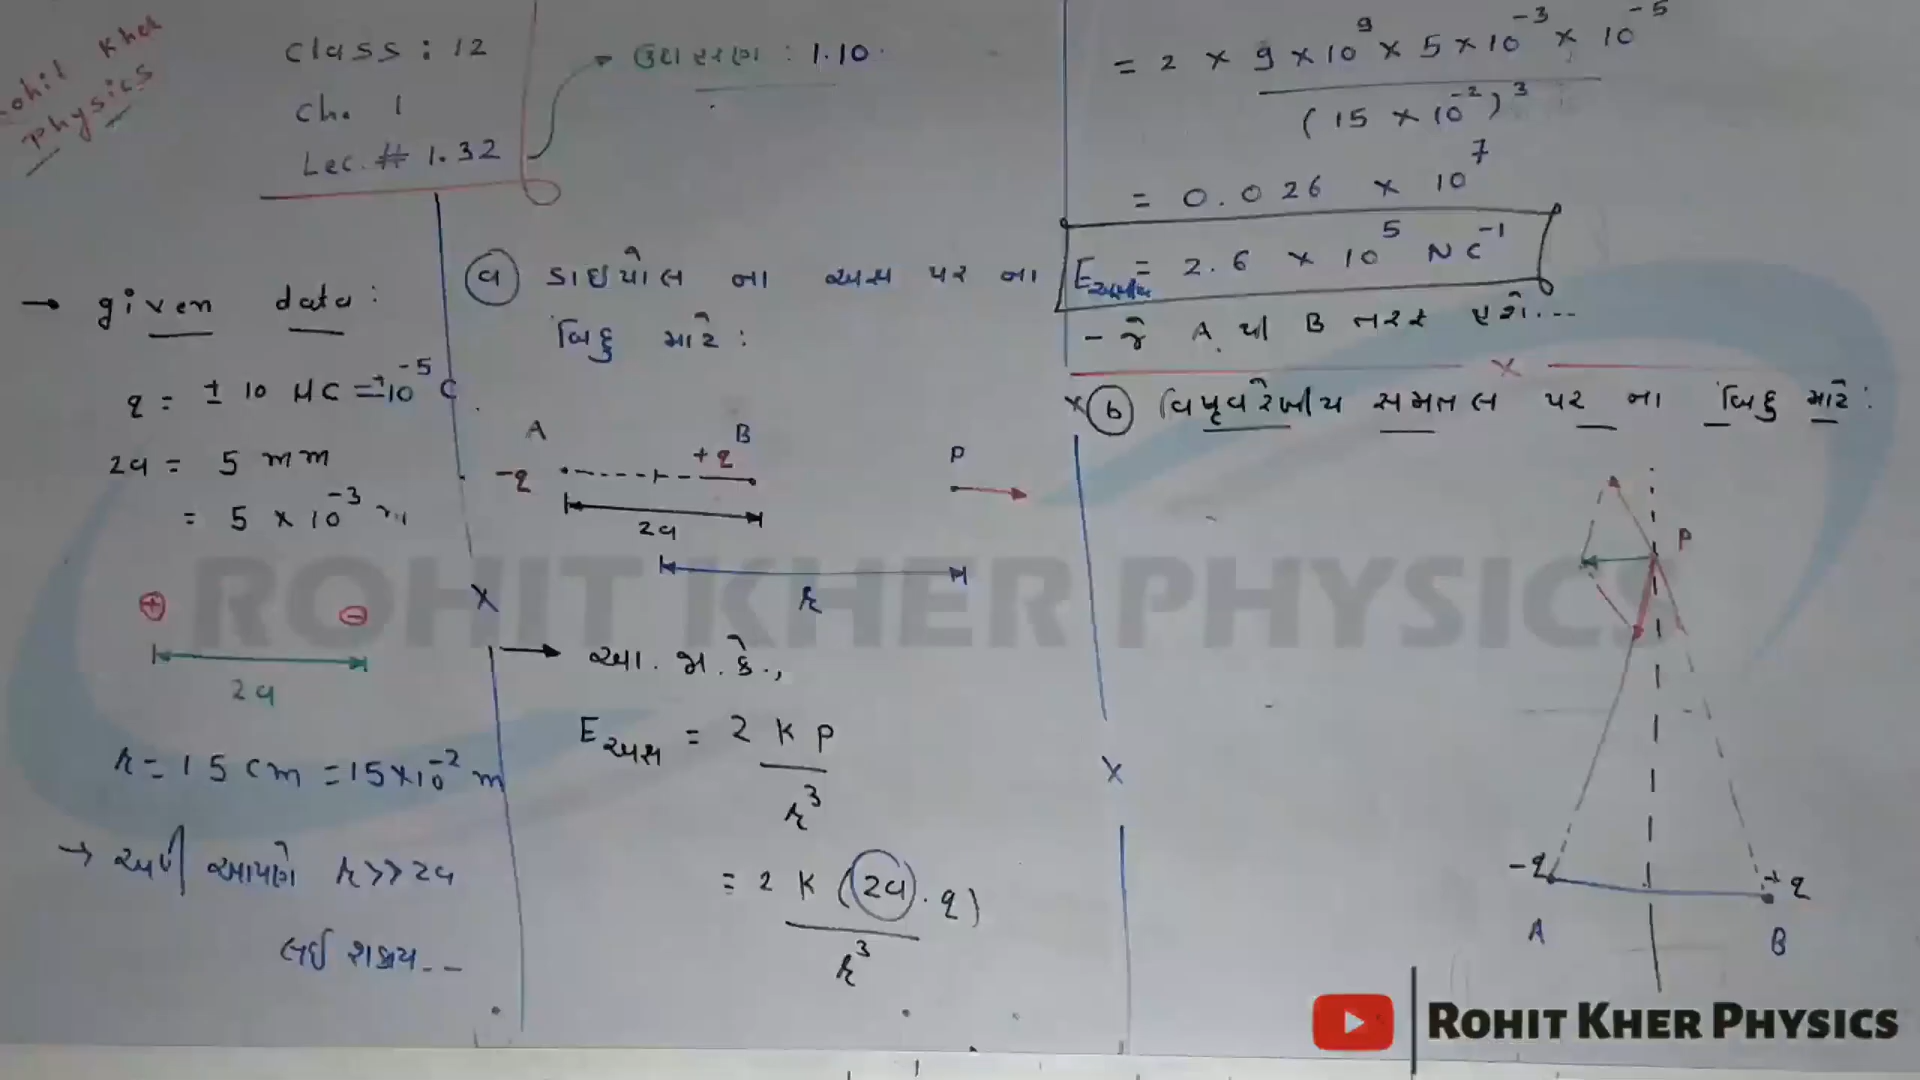 Rohit Kher
Physics
Class : 12
Ch. 1
Lec. # 1.32
ઉદાહરણ : 1.10
→ given data :
q = ± 10 μC = ±10⁻⁵ C
2a = 5 mm
= 5 × 10⁻³ m
⊕ ⊖
2a
r = 15 cm = 15×10⁻² m
→ અહીં આપણે r >> 2a
લઈ શકાય..
(a) ડાઇપોલ ના અક્ષ પર ના
બિંદુ માટે :
A B P
-q +q
2a
r
→ આ. જા. કે.,
E અક્ષ = 2 k p / r³
= 2 k (2a . q) / r³
= 2 × 9 × 10⁹ × 5 × 10⁻³ × 10⁻⁵ / (15 × 10⁻²)³
= 0.026 × 10⁷
E = 2.6 × 10⁵ N C⁻¹
- જે A થી B તરફ હશે...
(b) વિષુવરેખીય સમતલ પર ના બિંદુ માટે :
P
-q +q
A B
ROHIT KHER PHYSICS
ROHIT KHER PHYSICS